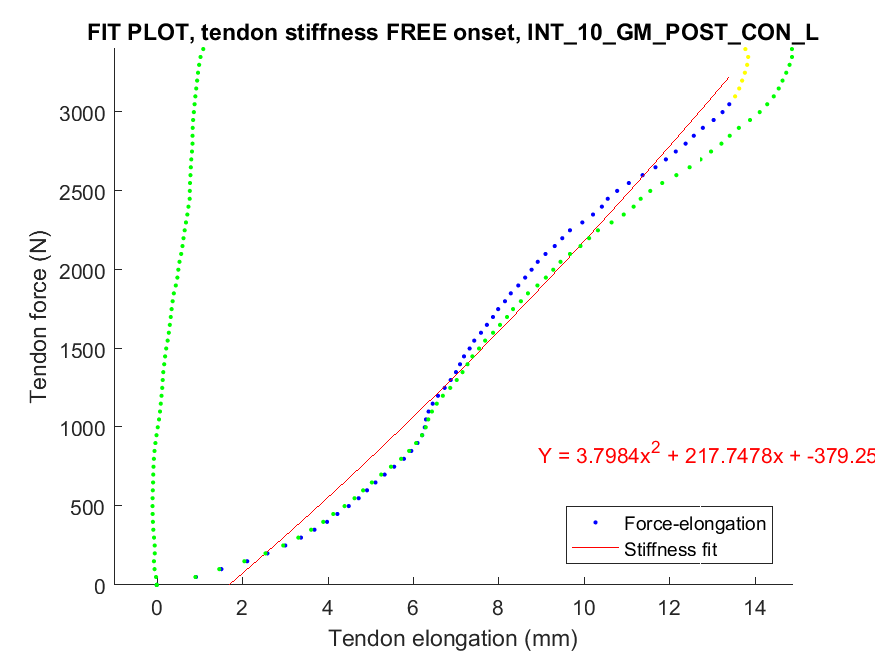 FIT PLOT, tendon stiffness FREE onset, INT_10_GM_POST_CON_L
3000
2500
2000
1500
1000
500
0
Tendon force (N)
Y = 3.7984x² + 217.7478x + -379.25
Force-elongation
Stiffness fit
0 2 4 6 8 10 12 14
Tendon elongation (mm)